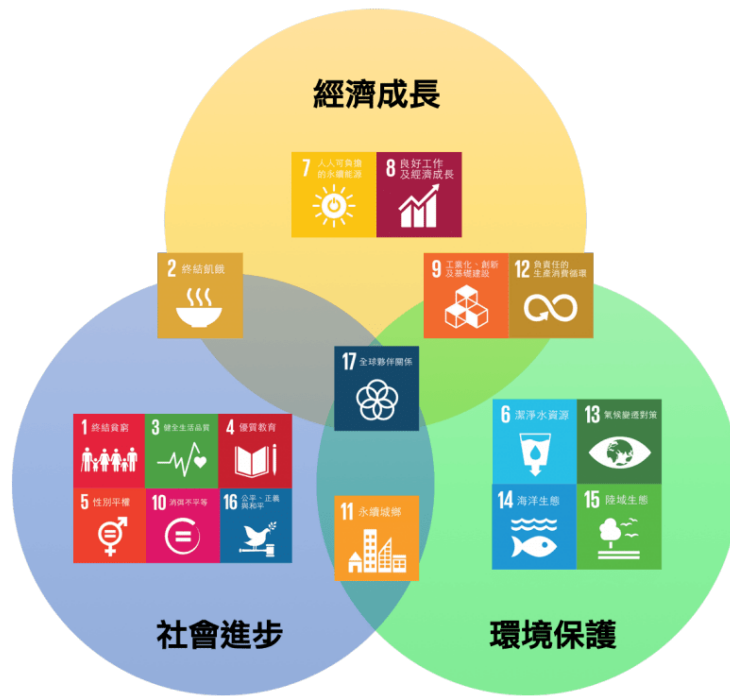 經濟成長
7 人人可負擔
的永續能源
8 良好工作
及經濟成長
2 終結飢餓
9 工業化、創新
及基礎建設
12 負責任的
生產消費循環
17 全球夥伴關係
1 終結貧窮
3 健全生活品質
4 優質教育
5 性別平權
10 消弭不平等
16 公平、正義
與和平
6 潔淨水資源
13 氣候變遷對策
14 海洋生態
15 陸域生態
11 永續城鄉
社會進步
環境保護